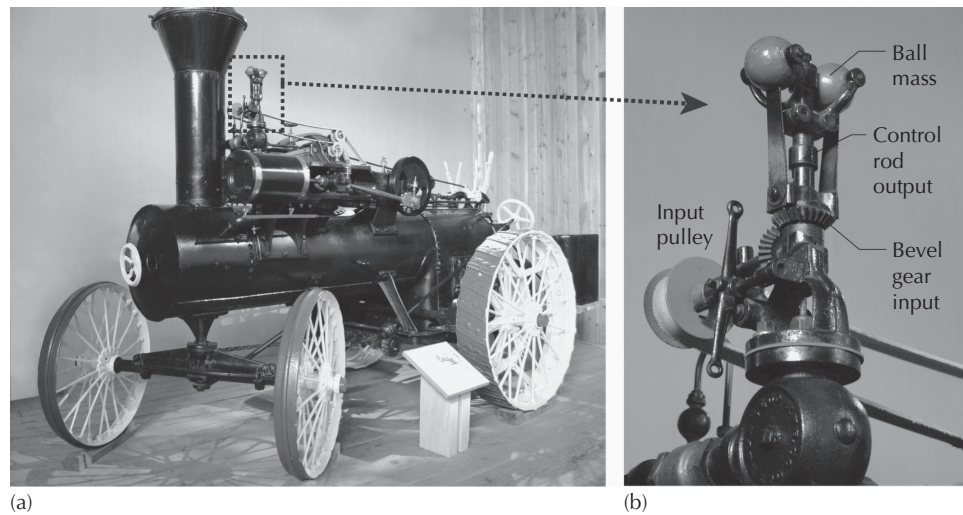 Ball
mass
Control
rod
output
Input
pulley
Bevel
gear
input
(a)
(b)